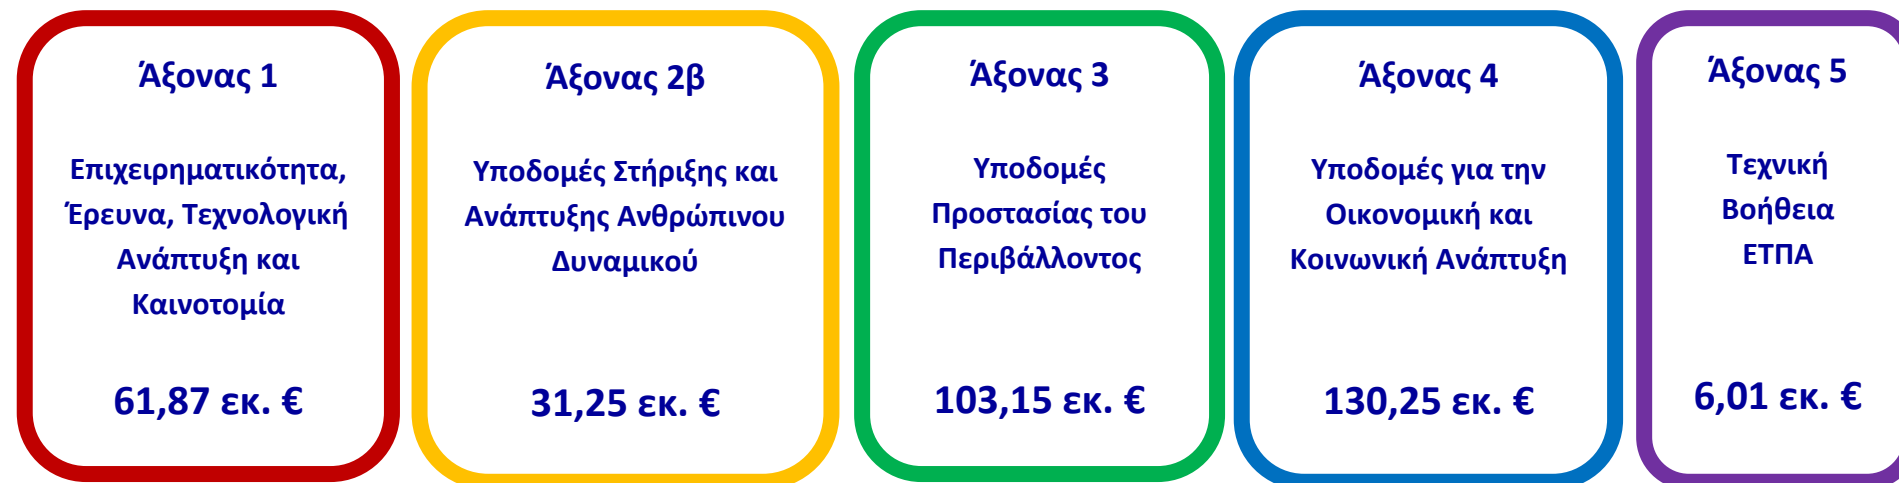 Άξονας 1
Επιχειρηματικότητα,
Έρευνα, Τεχνολογική
Ανάπτυξη και
Καινοτομία
61,87 εκ. €
Άξονας 2β
Υποδομές Στήριξης και
Ανάπτυξης Ανθρώπινου
Δυναμικού
31,25 εκ. €
Άξονας 3
Υποδομές
Προστασίας του
Περιβάλλοντος
103,15 εκ. €
Άξονας 4
Υποδομές για την
Οικονομική και
Κοινωνική Ανάπτυξη
130,25 εκ. €
Άξονας 5
Τεχνική
Βοήθεια
ΕΤΠΑ
6,01 εκ. €